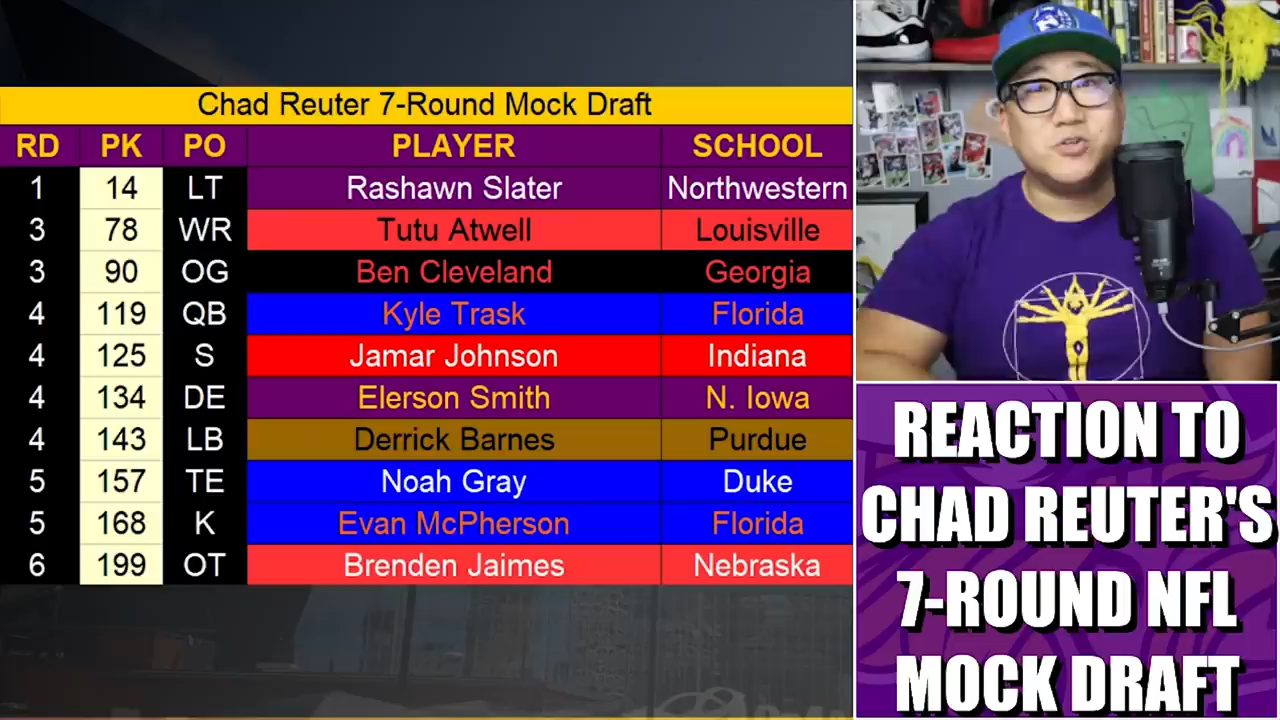 Chad Reuter 7-Round Mock Draft
RD PK PO PLAYER SCHOOL
1 14 LT Rashawn Slater Northwestern
3 78 WR Tutu Atwell Louisville
3 90 OG Ben Cleveland Georgia
4 119 QB Kyle Trask Florida
4 125 S Jamar Johnson Indiana
4 134 DE Elerson Smith N. Iowa
4 143 LB Derrick Barnes Purdue
5 157 TE Noah Gray Duke
5 168 K Evan McPherson Florida
6 199 OT Brenden Jaimes Nebraska
REACTION TO
CHAD REUTER'S
7-ROUND NFL
MOCK DRAFT